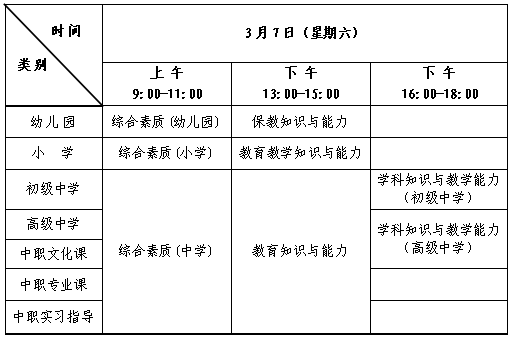 时间
类别
3月7日（星期六）
上午
9:00—11:00
下午
13:00—15:00
下午
16:00—18:00
幼儿园
综合素质(幼儿园)
保教知识与能力
小 学
综合素质(小学)
教育教学知识与能力
初级中学
学科知识与教学能力
（初级中学）
高级中学
综合素质(中学)
教育知识与能力
学科知识与教学能力
（高级中学）
中职文化课
中职专业课
中职实习指导